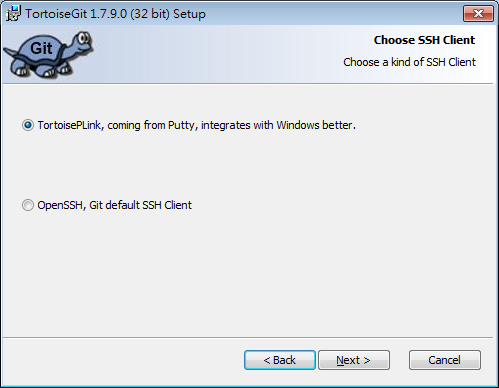 TortoiseGit 1.7.9.0 (32 bit) Setup
Git
Choose SSH Client
Choose a kind of SSH Client
TortoisePLink, coming from Putty, integrates with Windows better.
OpenSSH, Git default SSH Client
< Back
Next >
Cancel